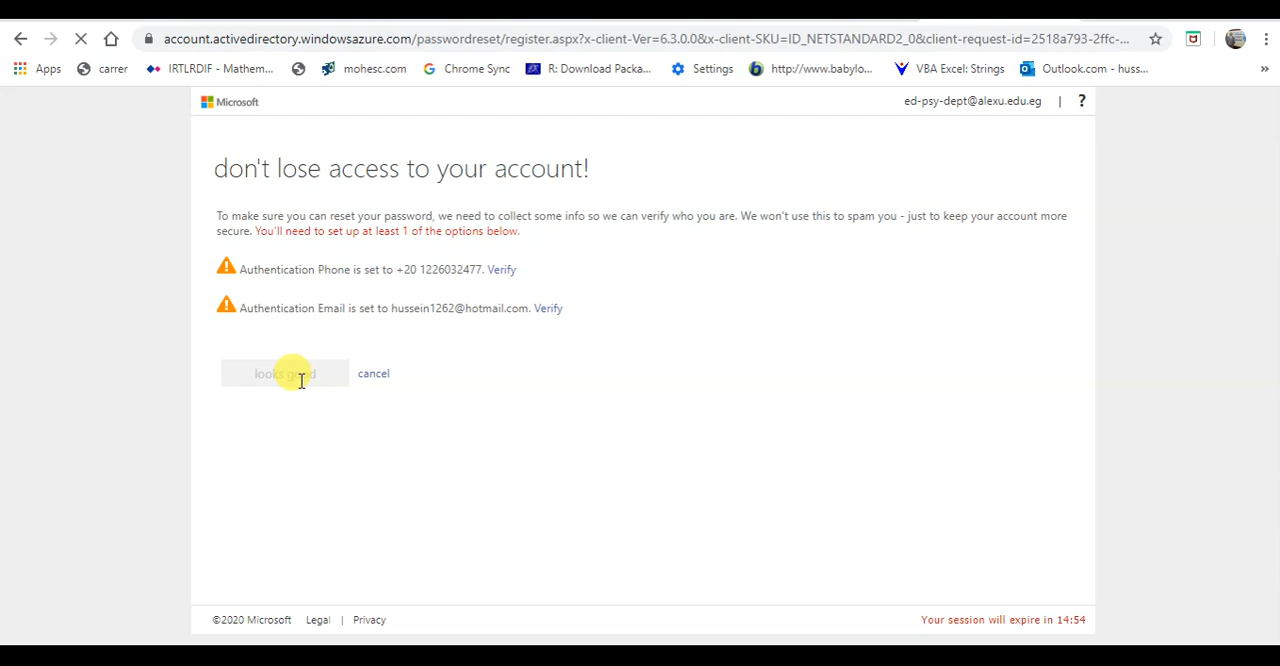 account.activedirectory.windowsazure.com/passwordreset/register.aspx?x-client-Ver=6.3.0.0&x-client-SKU=ID_NETSTANDARD2_0&client-request-id=2518a793-2ffc-...
Apps carrer IRTLRDIF - Mathem... mohesc.com Chrome Sync R: Download Packa... Settings http://www.babylo... VBA Excel: Strings Outlook.com - huss... »
Microsoft ed-psy-dept@alexu.edu.eg | ?
don't lose access to your account!
To make sure you can reset your password, we need to collect some info so we can verify who you are. We won't use this to spam you - just to keep your account more
secure. You'll need to set up at least 1 of the options below.
Authentication Phone is set to +20 1226032477. Verify
Authentication Email is set to hussein1262@hotmail.com. Verify
looks good cancel
©2020 Microsoft Legal | Privacy Your session will expire in 14:54